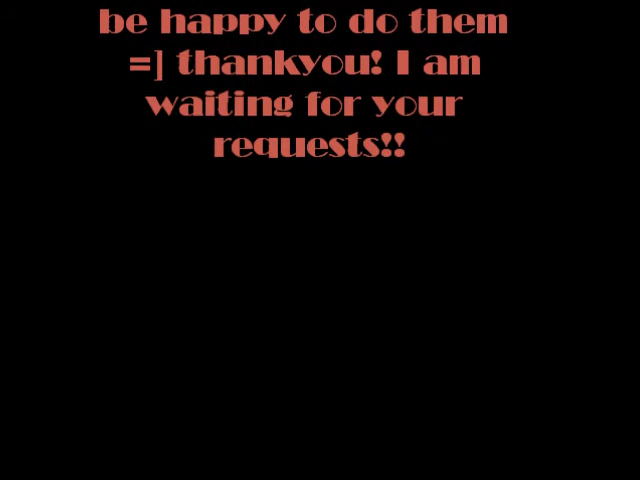 be happy to do them
=] thankyou! I am
waiting for your
requests!!